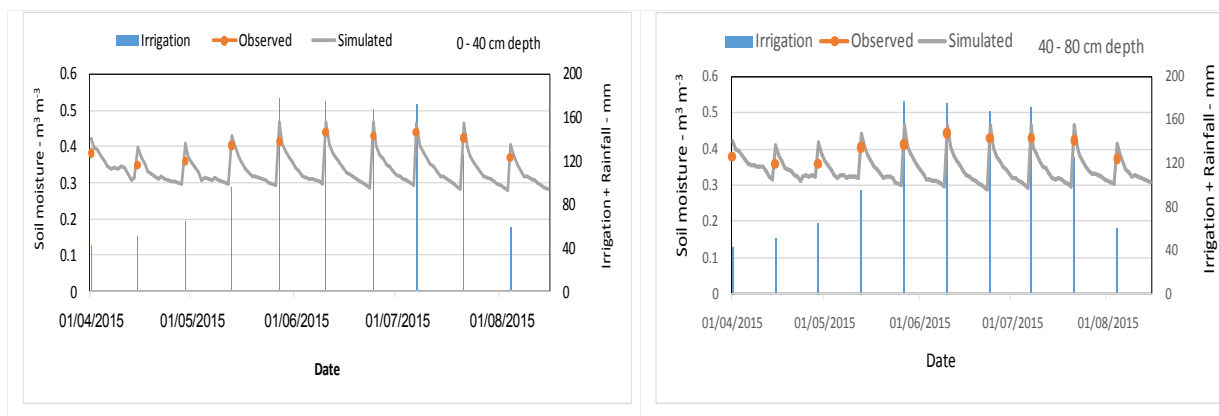 Irrigation Observed Simulated 0 - 40 cm depth
0.6
0.5
0.4
0.3
0.2
0.1
0
Soil moisture - m³ m⁻³
200
160
120
80
40
0
Irrigation + Rainfall - mm
01/04/2015 01/05/2015 01/06/2015 01/07/2015 01/08/2015
Date
Irrigation Observed Simulated 40 - 80 cm depth
0.6
0.5
0.4
0.3
0.2
0.1
0
Soil moisture - m³ m⁻³
200
160
120
80
40
0
Irrigation + Rainfall - mm
01/04/2015 01/05/2015 01/06/2015 01/07/2015 01/08/2015
Date